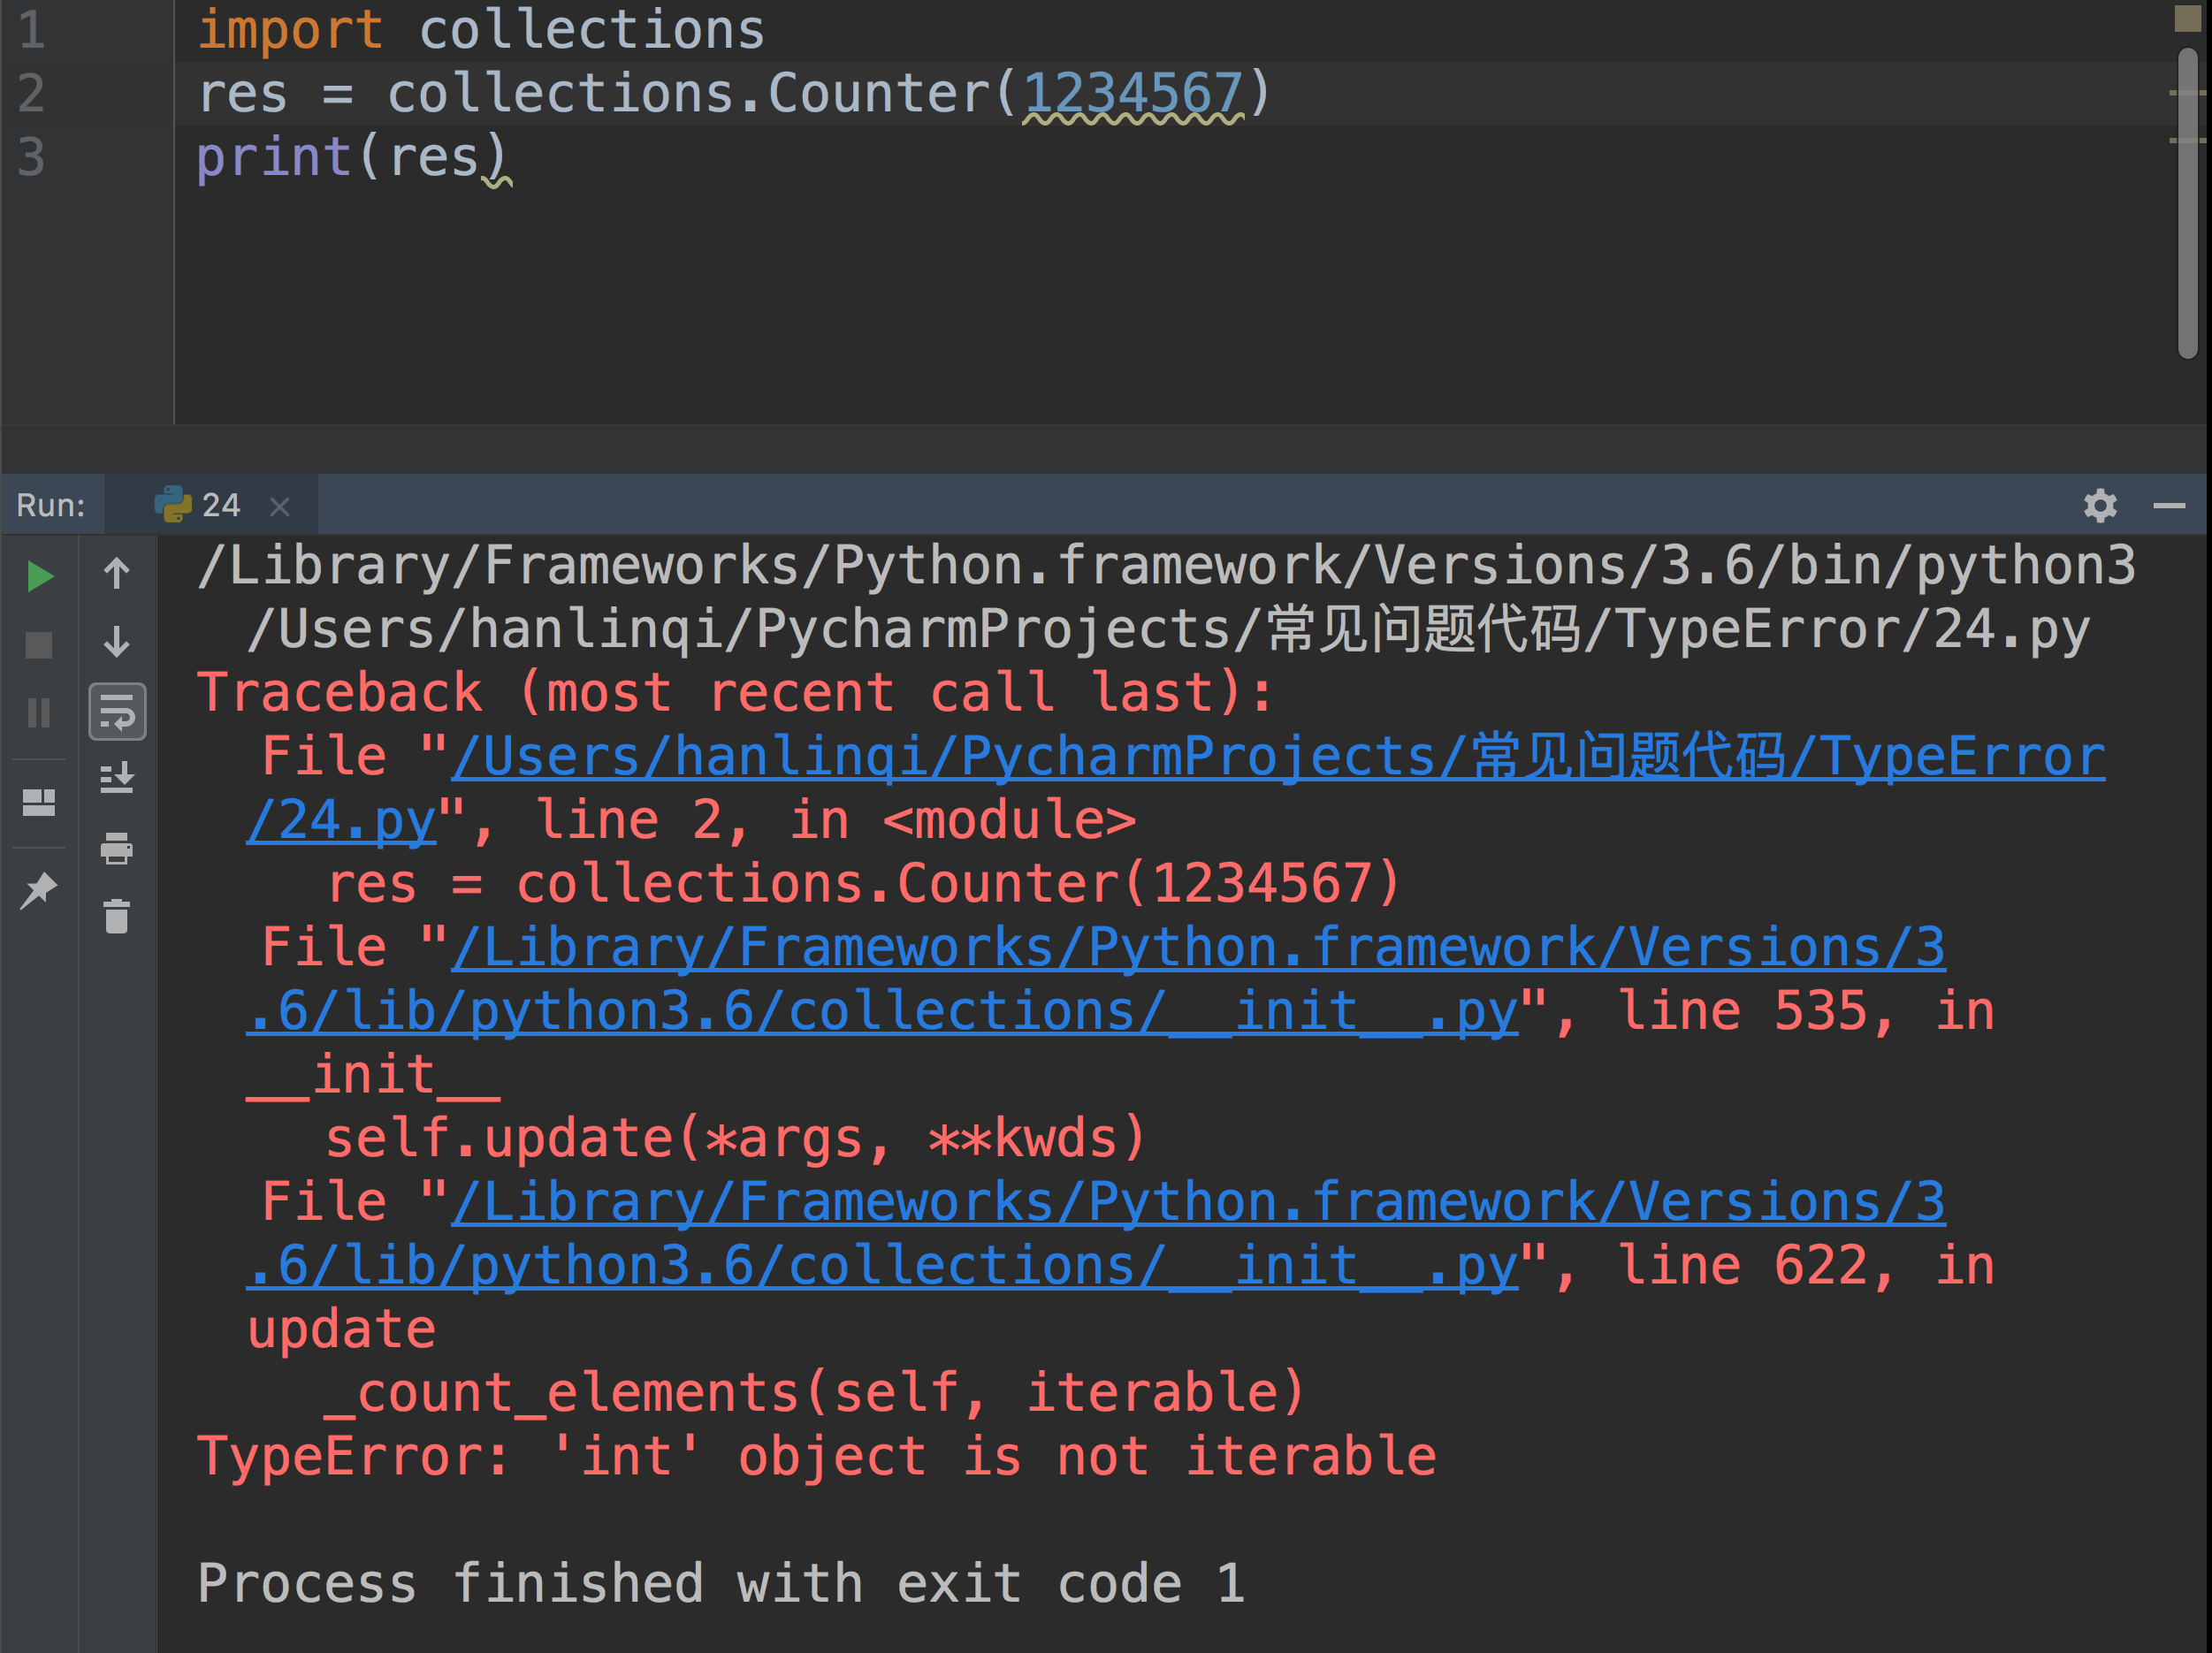 1 import collections
2 res = collections.Counter(1234567)
3 print(res)
Run: 24
/Library/Frameworks/Python.framework/Versions/3.6/bin/python3
/Users/hanlinqi/PycharmProjects/常见问题代码/TypeError/24.py
Traceback (most recent call last):
File "/Users/hanlinqi/PycharmProjects/常见问题代码/TypeError
/24.py", line 2, in <module>
res = collections.Counter(1234567)
File "/Library/Frameworks/Python.framework/Versions/3
.6/lib/python3.6/collections/__init__.py", line 535, in
__init__
self.update(*args, **kwds)
File "/Library/Frameworks/Python.framework/Versions/3
.6/lib/python3.6/collections/__init__.py", line 622, in
update
_count_elements(self, iterable)
TypeError: 'int' object is not iterable
Process finished with exit code 1